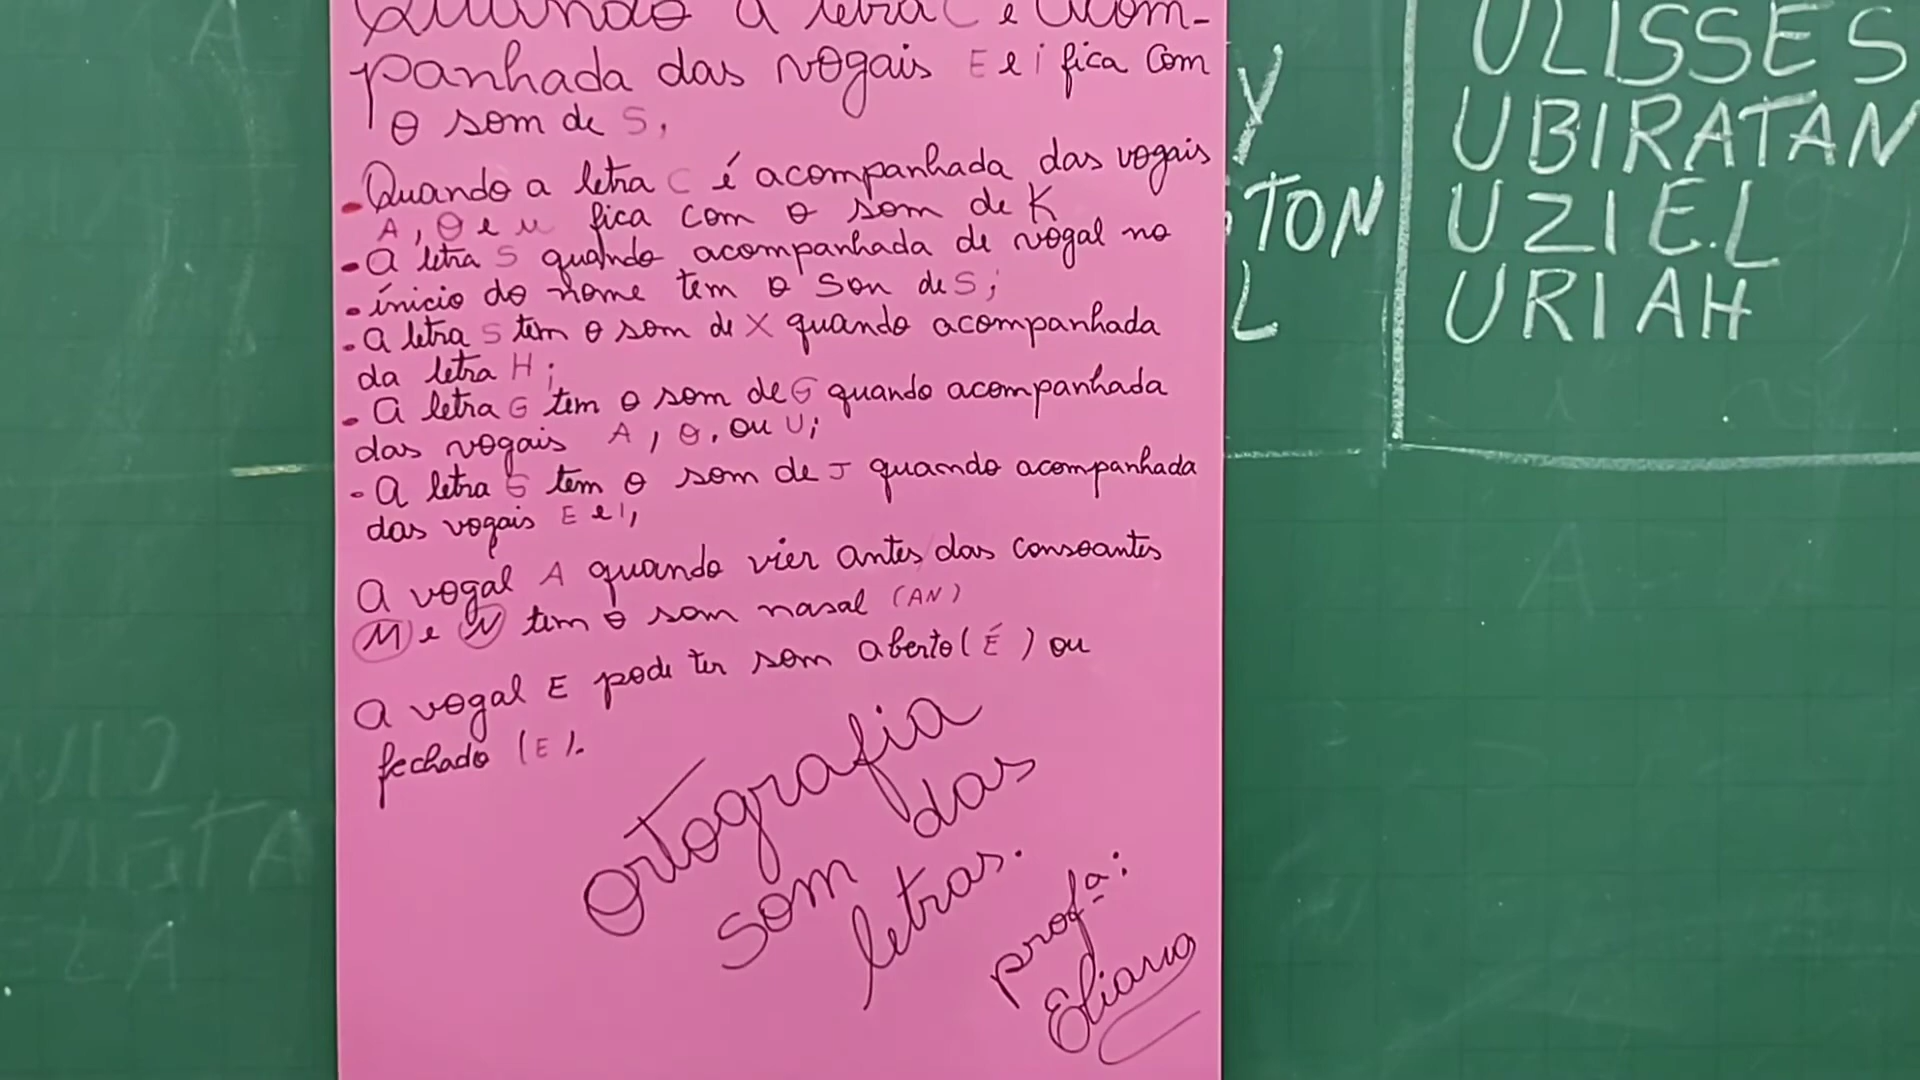 Quando a letra C é acom-
panhada das vogais E e i fica com
o som de S,
- Quando a letra C é acompanhada das vogais
A, O e u fica com o som de K
- a letra S quando acompanhada de vogal no
- ínicio do nome tem o son de S;
- a letra S tem o som de X quando acompanhada
da letra H;
- a letra G tem o som de G quando acompanhada
das vogais A, O, ou U;
- a letra G tem o som de J quando acompanhada
das vogais E e I,
a vogal A quando vier antes das consoantes
M e N tem o som nasal (AN)
a vogal E pode ter som aberto (É) ou
fechado (E).
Ortografia
som das
letras.
profª:
Y
TON
L
ULISSES
UBIRATAN
UZIEL
URIAH